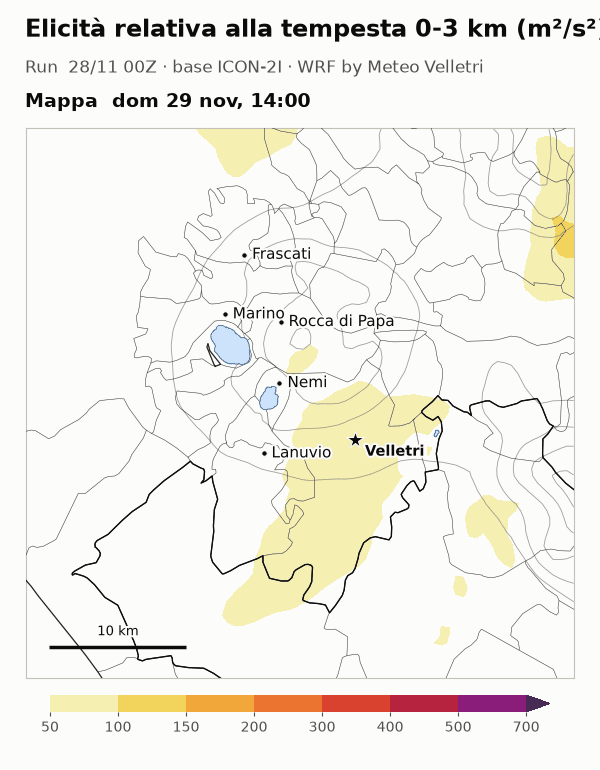 Elicità relativa alla tempesta 0-3 km (m²/s²)
Run 28/11 00Z · base ICON-2I · WRF by Meteo Velletri
Mappa dom 29 nov, 14:00
Frascati
Marino
Rocca di Papa
Nemi
Velletri
Lanuvio
10 km
50 100 150 200 300 400 500 700